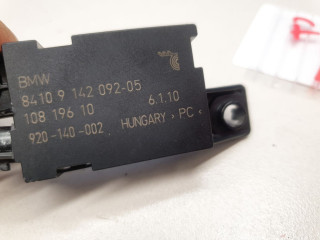 BMW
8410 9 142 092-05
108 196 10 6.1.10
920-140-002 HUNGARY > PC <